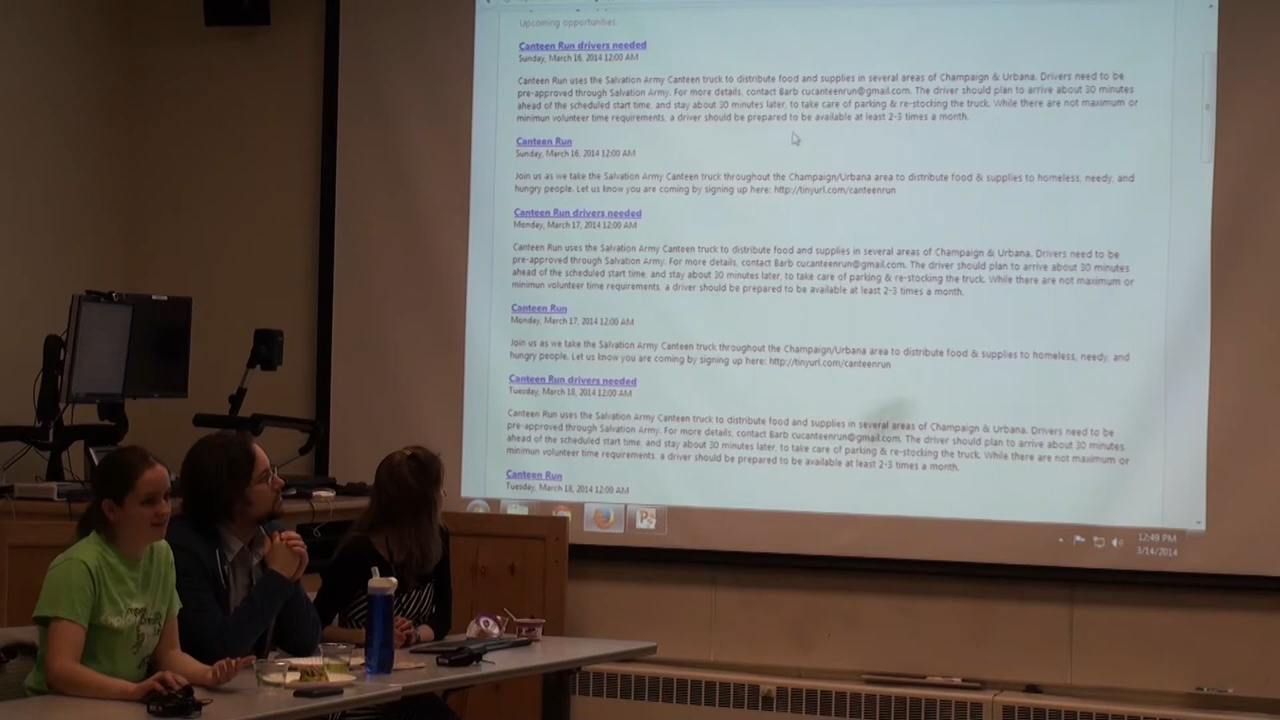 Upcoming opportunities.
Canteen Run drivers needed
Sunday, March 16, 2014 12:00 AM
Canteen Run uses the Salvation Army Canteen truck to distribute food and supplies in several areas of Champaign & Urbana. Drivers need to be
pre-approved through Salvation Army. For more details, contact Barb cucanteenrun@gmail.com. The driver should plan to arrive about 30 minutes
ahead of the scheduled start time, and stay about 30 minutes later, to take care of parking & re-stocking the truck. While there are not maximum or
minimun volunteer time requirements, a driver should be prepared to be available at least 2-3 times a month.
Canteen Run
Sunday, March 16, 2014 12:00 AM
Join us as we take the Salvation Army Canteen truck throughout the Champaign/Urbana area to distribute food & supplies to homeless, needy, and
hungry people. Let us know you are coming by signing up here: http://tinyurl.com/canteenrun
Canteen Run drivers needed
Monday, March 17, 2014 12:00 AM
Canteen Run uses the Salvation Army Canteen truck to distribute food and supplies in several areas of Champaign & Urbana. Drivers need to be
pre-approved through Salvation Army. For more details, contact Barb cucanteenrun@gmail.com. The driver should plan to arrive about 30 minutes
ahead of the scheduled start time, and stay about 30 minutes later, to take care of parking & re-stocking the truck. While there are not maximum or
minimun volunteer time requirements, a driver should be prepared to be available at least 2-3 times a month.
Canteen Run
Monday, March 17, 2014 12:00 AM
Join us as we take the Salvation Army Canteen truck throughout the Champaign/Urbana area to distribute food & supplies to homeless, needy, and
hungry people. Let us know you are coming by signing up here: http://tinyurl.com/canteenrun
Canteen Run drivers needed
Tuesday, March 18, 2014 12:00 AM
Canteen Run uses the Salvation Army Canteen truck to distribute food and supplies in several areas of Champaign & Urbana. Drivers need to be
pre-approved through Salvation Army. For more details, contact Barb cucanteenrun@gmail.com. The driver should plan to arrive about 30 minutes
ahead of the scheduled start time, and stay about 30 minutes later, to take care of parking & re-stocking the truck. While there are not maximum or
minimun volunteer time requirements, a driver should be prepared to be available at least 2-3 times a month.
Canteen Run
Tuesday, March 18, 2014 12:00 AM
12:49 PM
3/14/2014